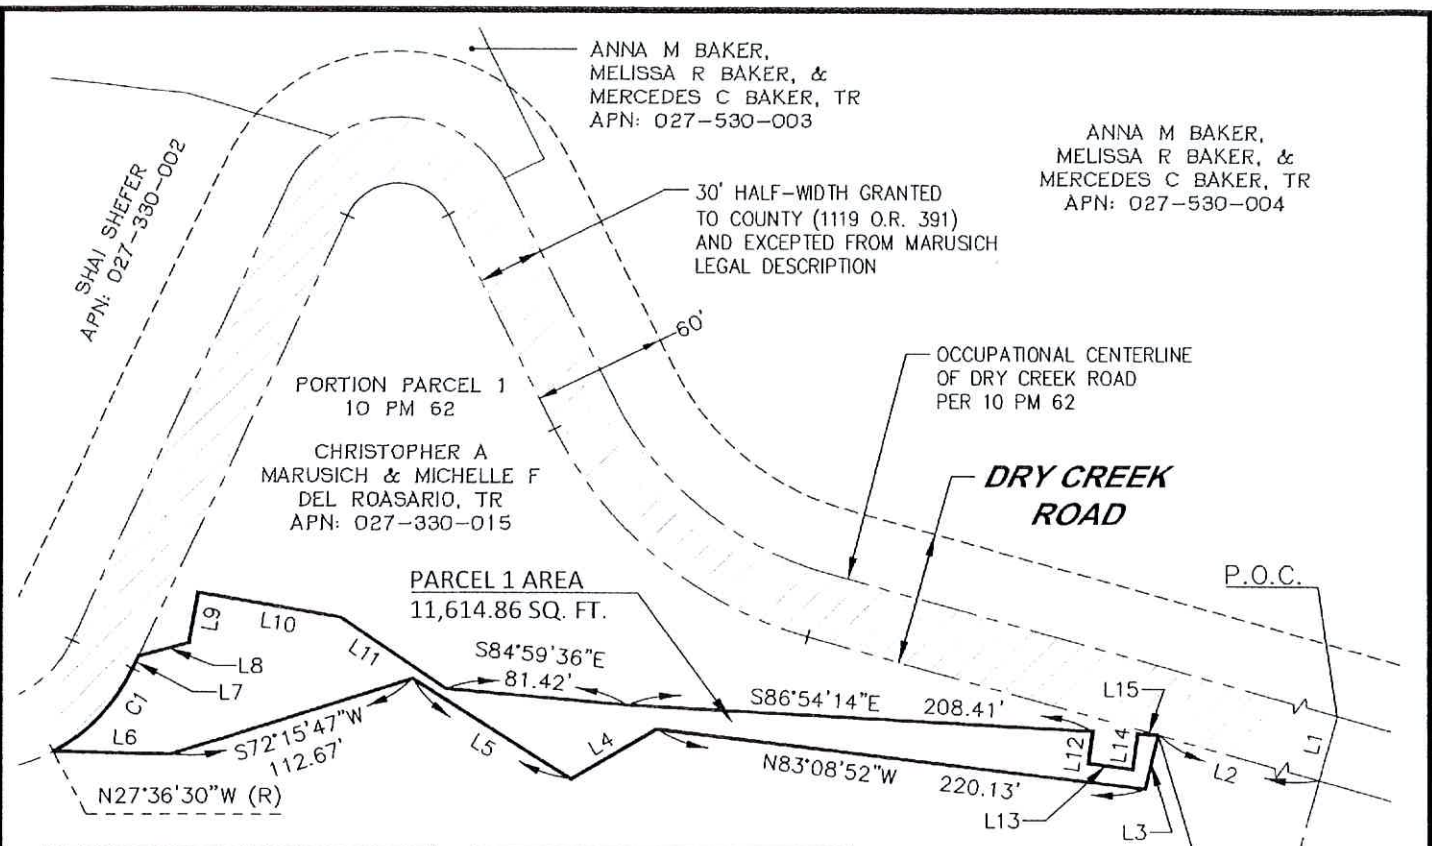 ANNA M BAKER,
MELISSA R BAKER, &
MERCEDES C BAKER, TR
APN: 027-530-003
ANNA M BAKER,
MELISSA R BAKER, &
MERCEDES C BAKER, TR
APN: 027-530-004
SHAI SHEFER
APN: 027-330-002
30' HALF-WIDTH GRANTED
TO COUNTY (1119 O.R. 391)
AND EXCEPTED FROM MARUSICH
LEGAL DESCRIPTION
60'
OCCUPATIONAL CENTERLINE
OF DRY CREEK ROAD
PER 10 PM 62
PORTION PARCEL 1
10 PM 62
CHRISTOPHER A
MARUSICH & MICHELLE F
DEL ROASARIO, TR
APN: 027-330-015
DRY CREEK
ROAD
PARCEL 1 AREA
11,614.86 SQ. FT.
P.O.C.
L9
L10
L11
L8
L7
C1
L6
S84°59'36"E
81.42'
S86°54'14"E 208.41'
L15
L12
L14
L1
L2
S72°15'47"W
112.67'
L5
L4
N83°08'52"W 220.13'
L13
L3
N27°36'30"W (R)